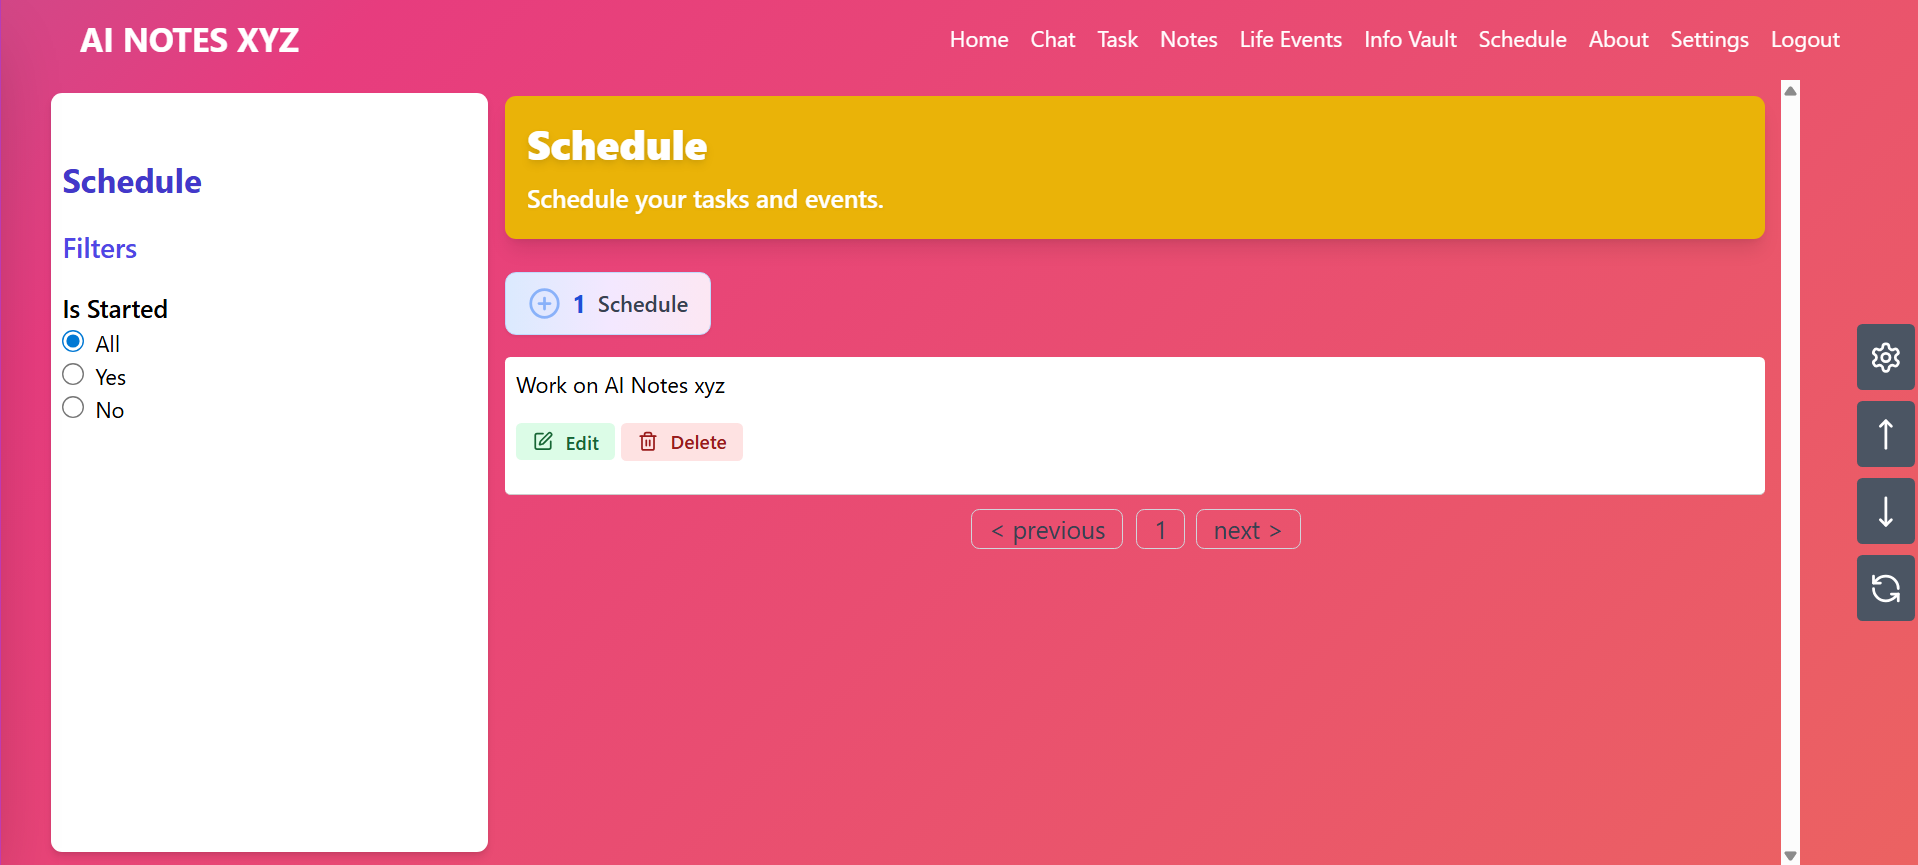 AI NOTES XYZ
Home Chat Task Notes Life Events Info Vault Schedule About Settings Logout
Schedule
Filters
Is Started
All
Yes
No
Schedule
Schedule your tasks and events.
1 Schedule
Work on AI Notes xyz
Edit Delete
< previous 1 next >